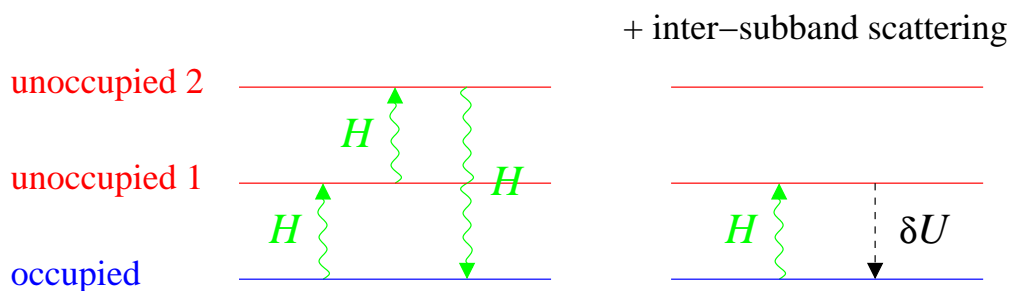 + inter−subband scattering
unoccupied 2
H
unoccupied 1
H
H
H
δU
occupied